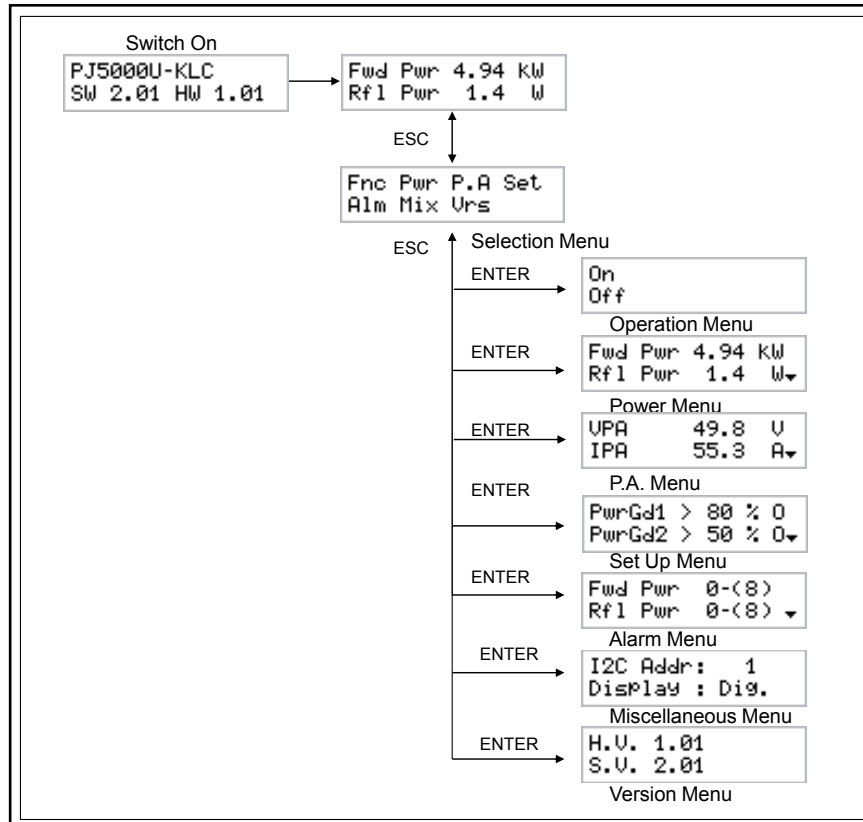 Switch On
PJ5000U-KLC
SW 2.01 HW 1.01
Fwd Pwr 4.94 KW
Rfl Pwr 1.4 W
ESC
Fnc Pwr P.A Set
Alm Mix Vrs
ESC
Selection Menu
ENTER
On
Off
Operation Menu
ENTER
Fwd Pwr 4.94 KW
Rfl Pwr 1.4 W▾
Power Menu
ENTER
VPA 49.8 V
IPA 55.3 A▾
P.A. Menu
ENTER
PwrGd1 > 80 % O
PwrGd2 > 50 % O▾
Set Up Menu
ENTER
Fwd Pwr 0-(8)
Rfl Pwr 0-(8) ▾
Alarm Menu
ENTER
I2C Addr: 1
Display : Dig.
Miscellaneous Menu
ENTER
H.V. 1.01
S.V. 2.01
Version Menu